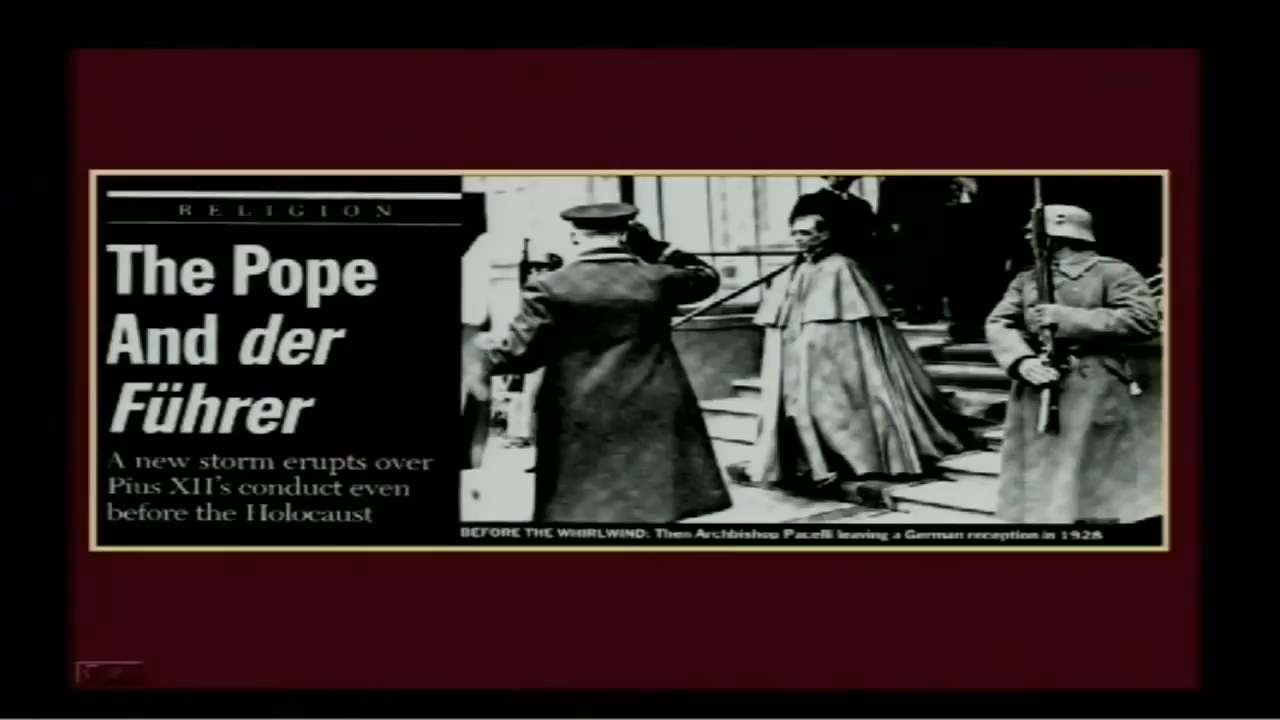 RELIGION
The Pope
And der
Führer
A new storm erupts over
Pius XII's conduct even
before the Holocaust
BEFORE THE WHIRLWIND: Then Archbishop Pacelli leaving a German reception in 1928